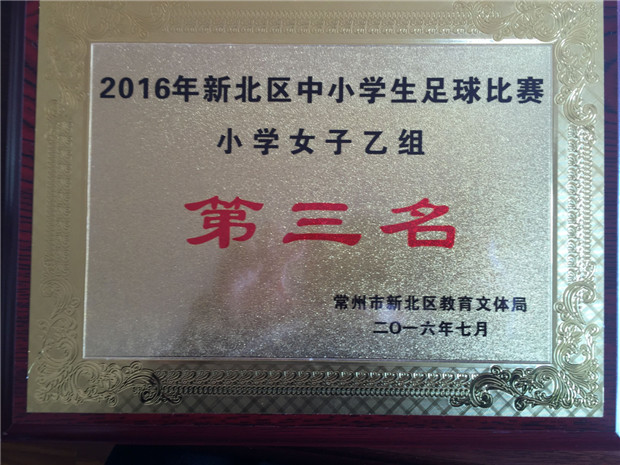 2016年新北区中小学生足球比赛
小学女子乙组
第三名
常州市新北区教育文体局
二〇一六年七月